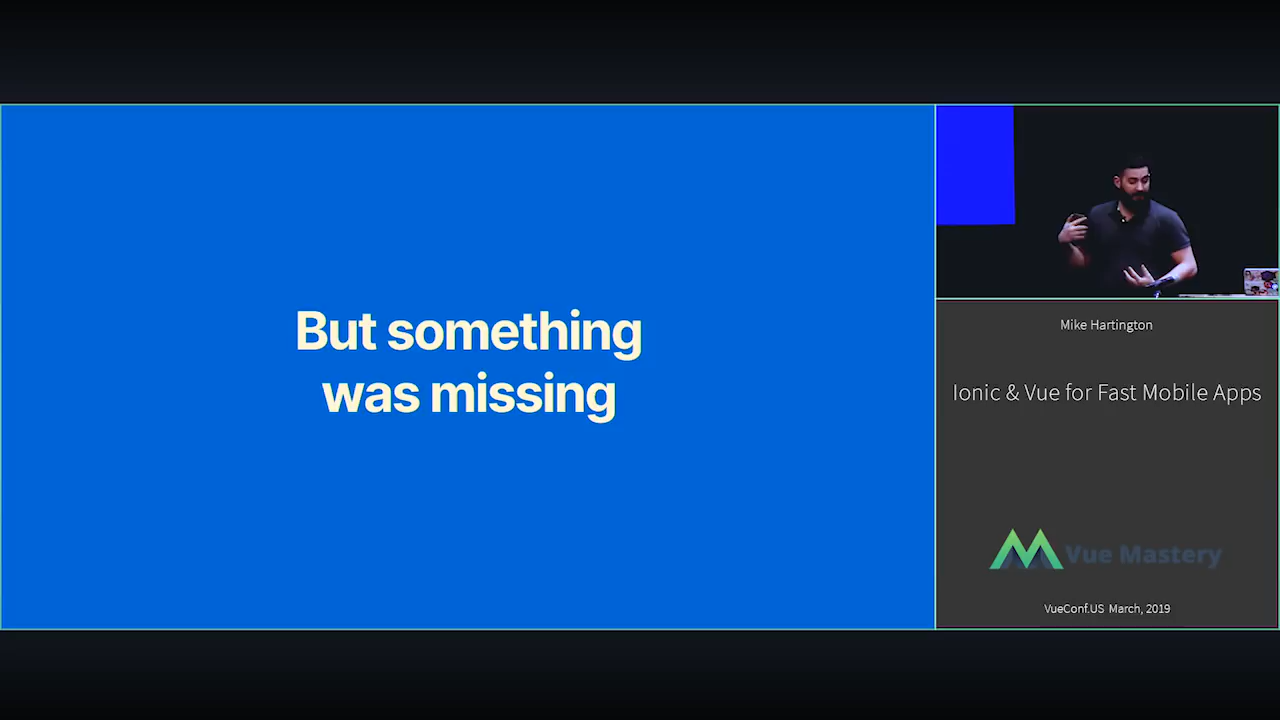 But something
was missing
Mike Hartington
Ionic & Vue for Fast Mobile Apps
Vue Mastery
VueConf.US March, 2019